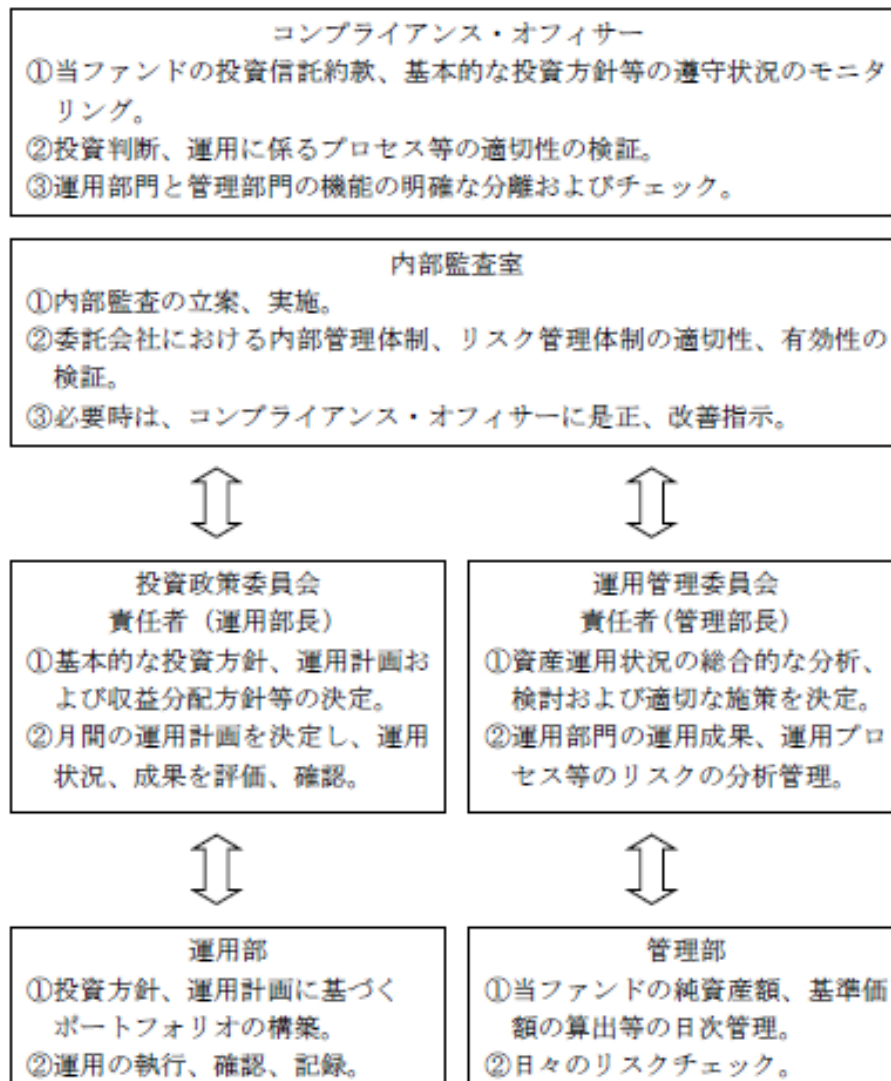 コンプライアンス・オフィサー
①当ファンドの投資信託約款、基本的な投資方針等の遵守状況のモニタ
リング。
②投資判断、運用に係るプロセス等の適切性の検証。
③運用部門と管理部門の機能の明確な分離およびチェック。
内部監査室
①内部監査の立案、実施。
②委託会社における内部管理体制、リスク管理体制の適切性、有効性の
検証。
③必要時は、コンプライアンス・オフィサーに是正、改善指示。
投資政策委員会
責任者（運用部長）
①基本的な投資方針、運用計画お
よび収益分配方針等の決定。
②月間の運用計画を決定し、運用
状況、成果を評価、確認。
運用管理委員会
責任者(管理部長)
①資産運用状況の総合的な分析、
検討および適切な施策を決定。
②運用部門の運用成果、運用プロ
セス等のリスクの分析管理。
運用部
①投資方針、運用計画に基づく
ポートフォリオの構築。
②運用の執行、確認、記録。
管理部
①当ファンドの純資産額、基準価
額の算出等の日次管理。
②日々のリスクチェック。